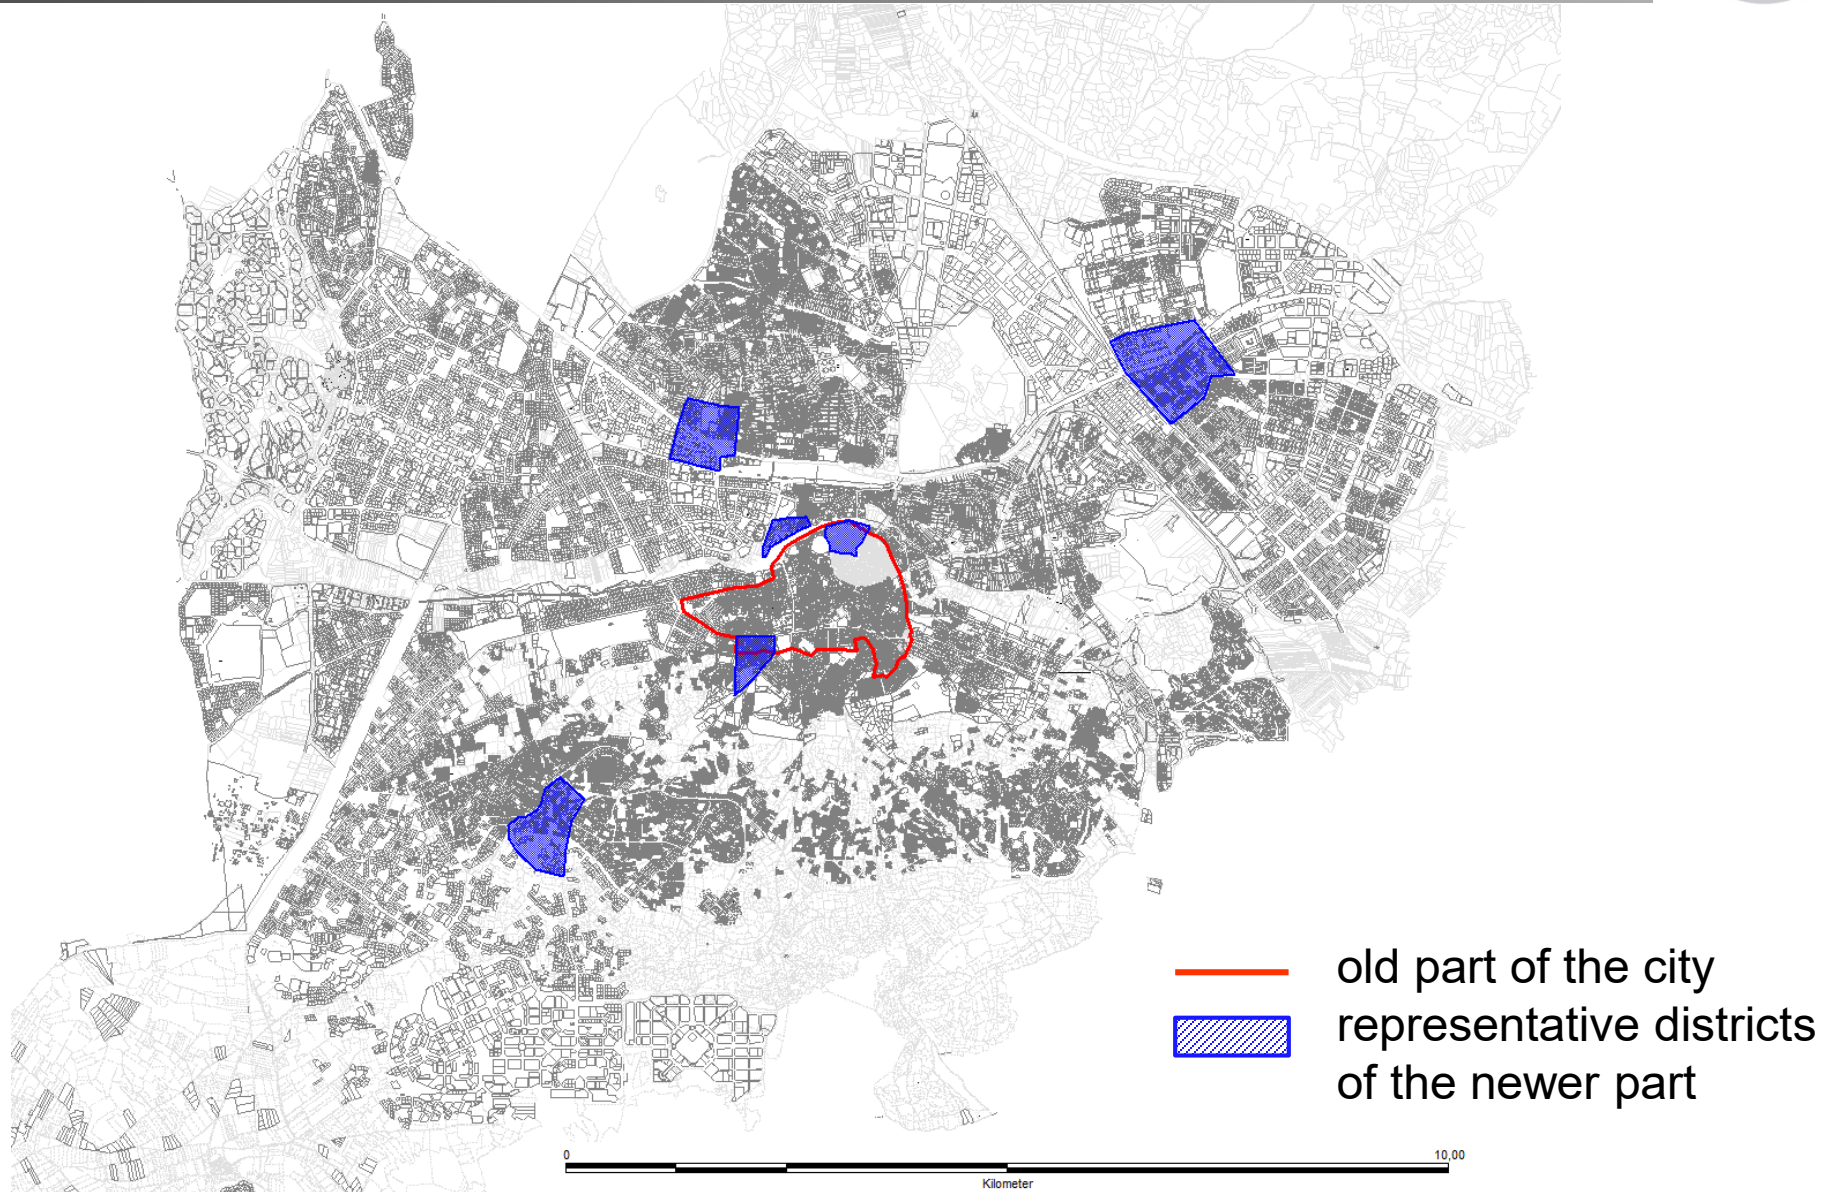 old part of the city
representative districts
of the newer part
0 10,00
Kilometer